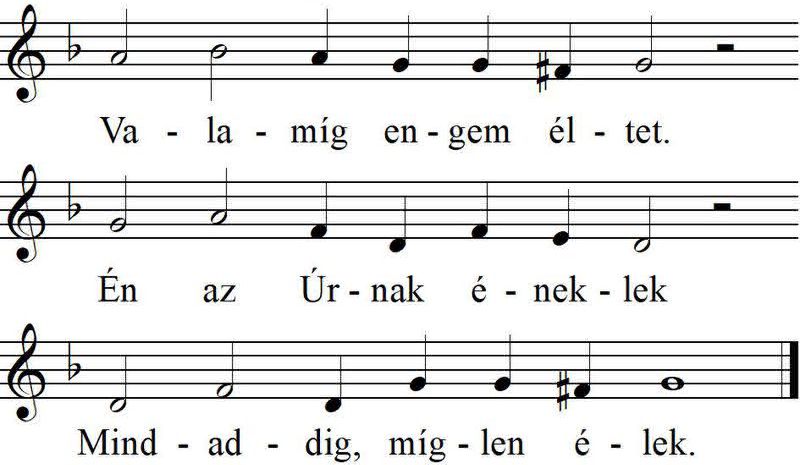 Va - la - míg en - gem él - tet.
Én az Úr - nak é - nek - lek
Mind - ad - dig, míg - len é - lek.